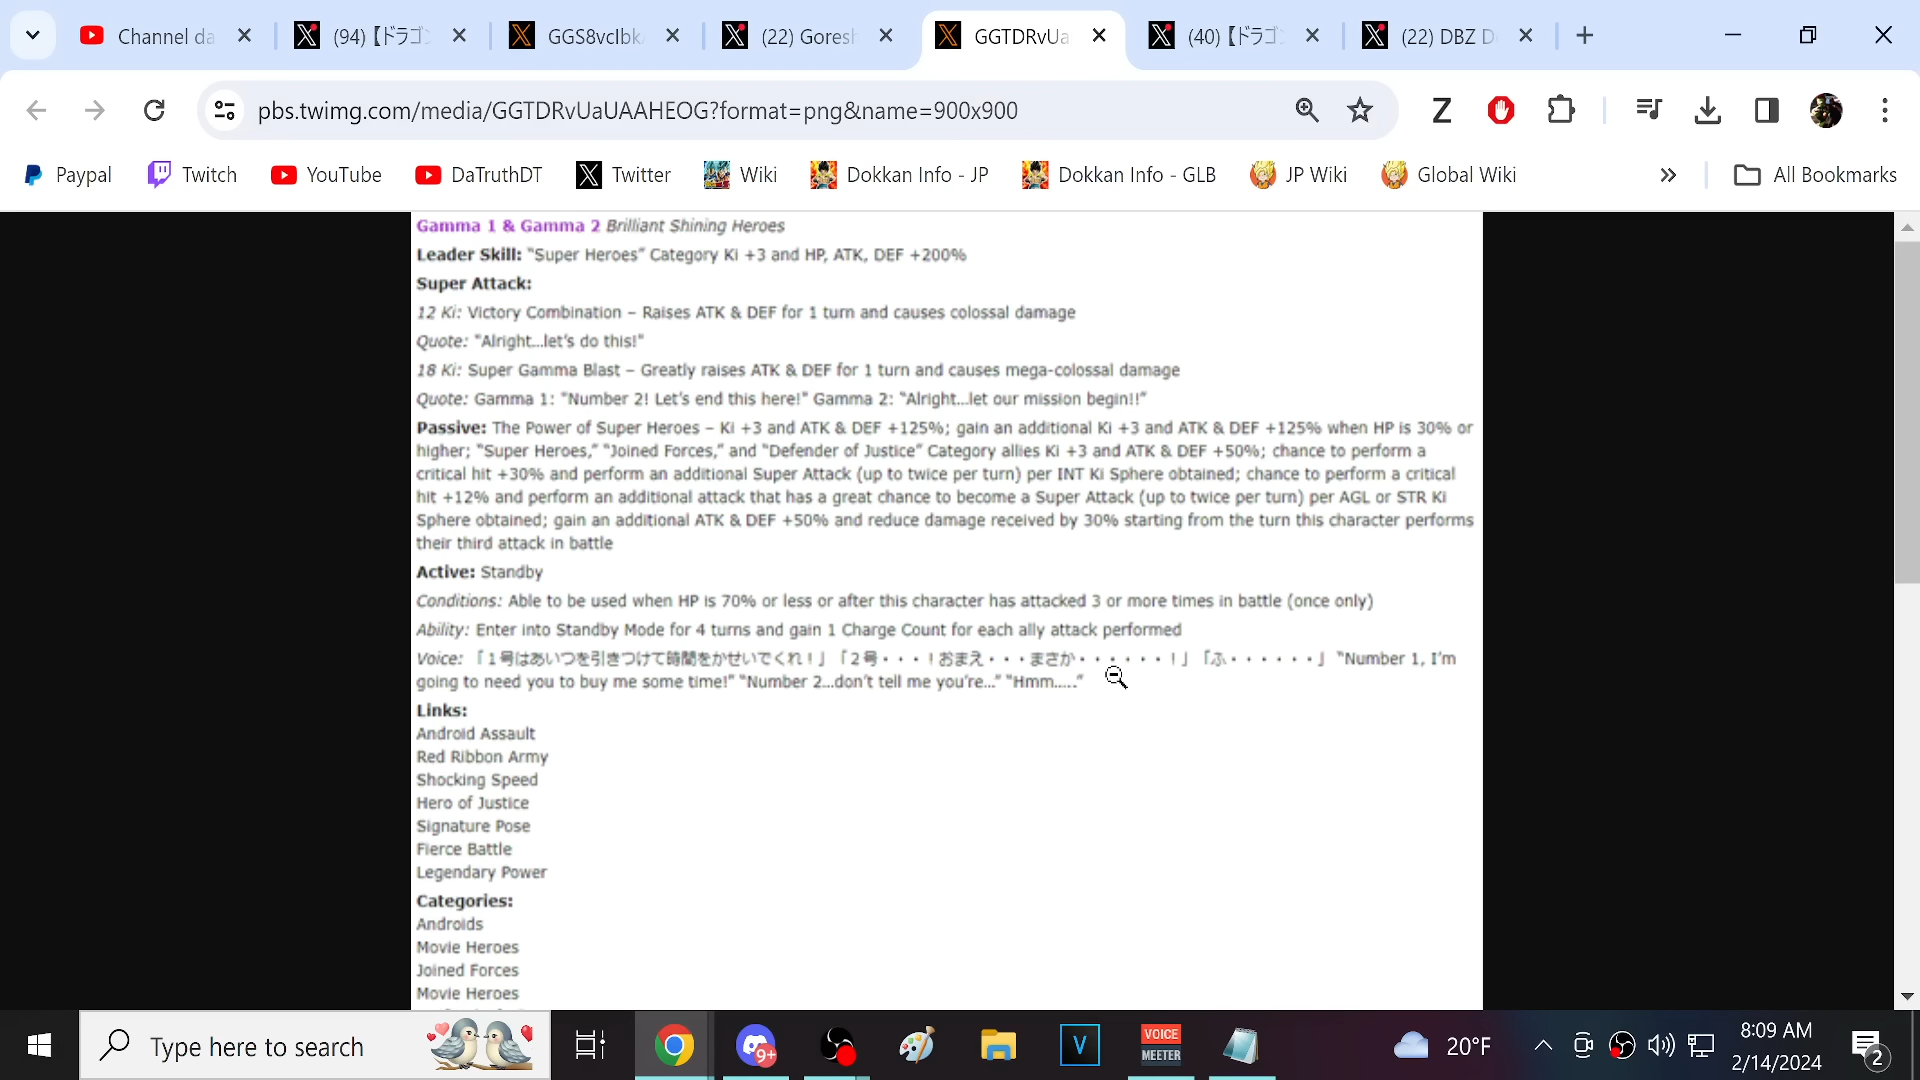 Channel da
(94) 【ドラゴ
GGS8vclbk
(22) Goresh
GGTDRvUa
(40) 【ドラゴ
(22) DBZ D
pbs.twimg.com/media/GGTDRvUaUAAHEOG?format=png&name=900x900
Paypal
Twitch
YouTube
DaTruthDT
Twitter
Wiki
Dokkan Info - JP
Dokkan Info - GLB
JP Wiki
Global Wiki
»
All Bookmarks
Gamma 1 & Gamma 2 Brilliant Shining Heroes
Leader Skill: "Super Heroes" Category Ki +3 and HP, ATK, DEF +200%
Super Attack:
12 Ki: Victory Combination – Raises ATK & DEF for 1 turn and causes colossal damage
Quote: "Alright...let's do this!"
18 Ki: Super Gamma Blast – Greatly raises ATK & DEF for 1 turn and causes mega-colossal damage
Quote: Gamma 1: "Number 2! Let's end this here!" Gamma 2: "Alright...let our mission begin!!"
Passive: The Power of Super Heroes – Ki +3 and ATK & DEF +125%; gain an additional Ki +3 and ATK & DEF +125% when HP is 30% or
higher; "Super Heroes," "Joined Forces," and "Defender of Justice" Category allies Ki +3 and ATK & DEF +50%; chance to perform a
critical hit +30% and perform an additional Super Attack (up to twice per turn) per INT Ki Sphere obtained; chance to perform a critical
hit +12% and perform an additional attack that has a great chance to become a Super Attack (up to twice per turn) per AGL or STR Ki
Sphere obtained; gain an additional ATK & DEF +50% and reduce damage received by 30% starting from the turn this character performs
their third attack in battle
Active: Standby
Conditions: Able to be used when HP is 70% or less or after this character has attacked 3 or more times in battle (once only)
Ability: Enter into Standby Mode for 4 turns and gain 1 Charge Count for each ally attack performed
Voice: 「1号はあいつを引きつけて時間をかせいでくれ！」「2号・・・！おまえ・・・まさか・・・・・・！」「ふ・・・・・・」 "Number 1, I'm
going to need you to buy me some time!" "Number 2...don't tell me you're..." "Hmm....."
Links:
Android Assault
Red Ribbon Army
Shocking Speed
Hero of Justice
Signature Pose
Fierce Battle
Legendary Power
Categories:
Androids
Movie Heroes
Joined Forces
Movie Heroes
Type here to search
9+
V
VOICE
MEETER
20°F
8:09 AM
2/14/2024
2